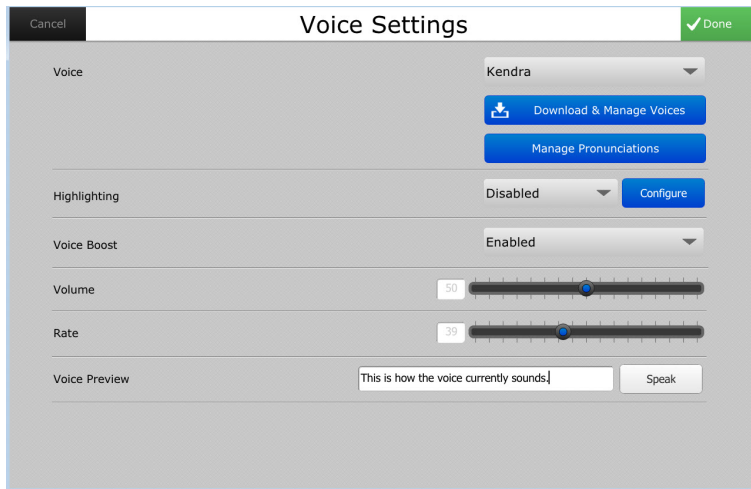 Cancel
Voice Settings
Done
Voice
Kendra
Download & Manage Voices
Manage Pronunciations
Highlighting
Disabled
Configure
Voice Boost
Enabled
Volume
50
Rate
39
Voice Preview
This is how the voice currently sounds.
Speak